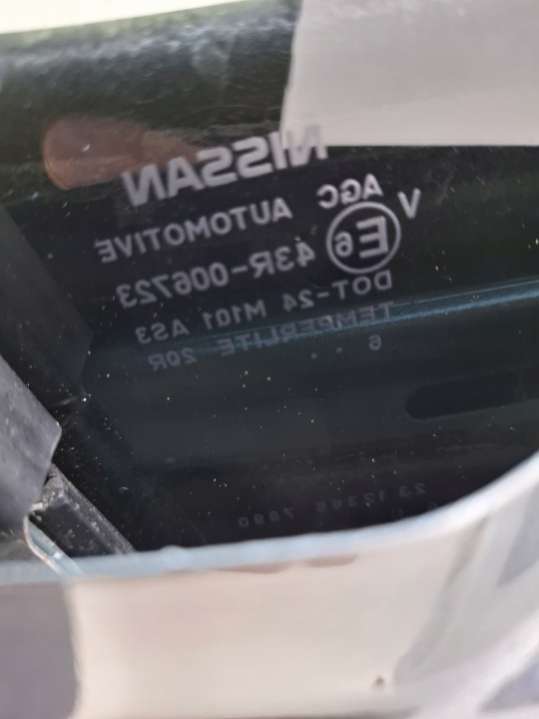 NISSAN
AGC AUTOMOTIVE
V
E6 43R-006723
DOT-24 M101 AS3
TEMPERLITE 20R
6 . .